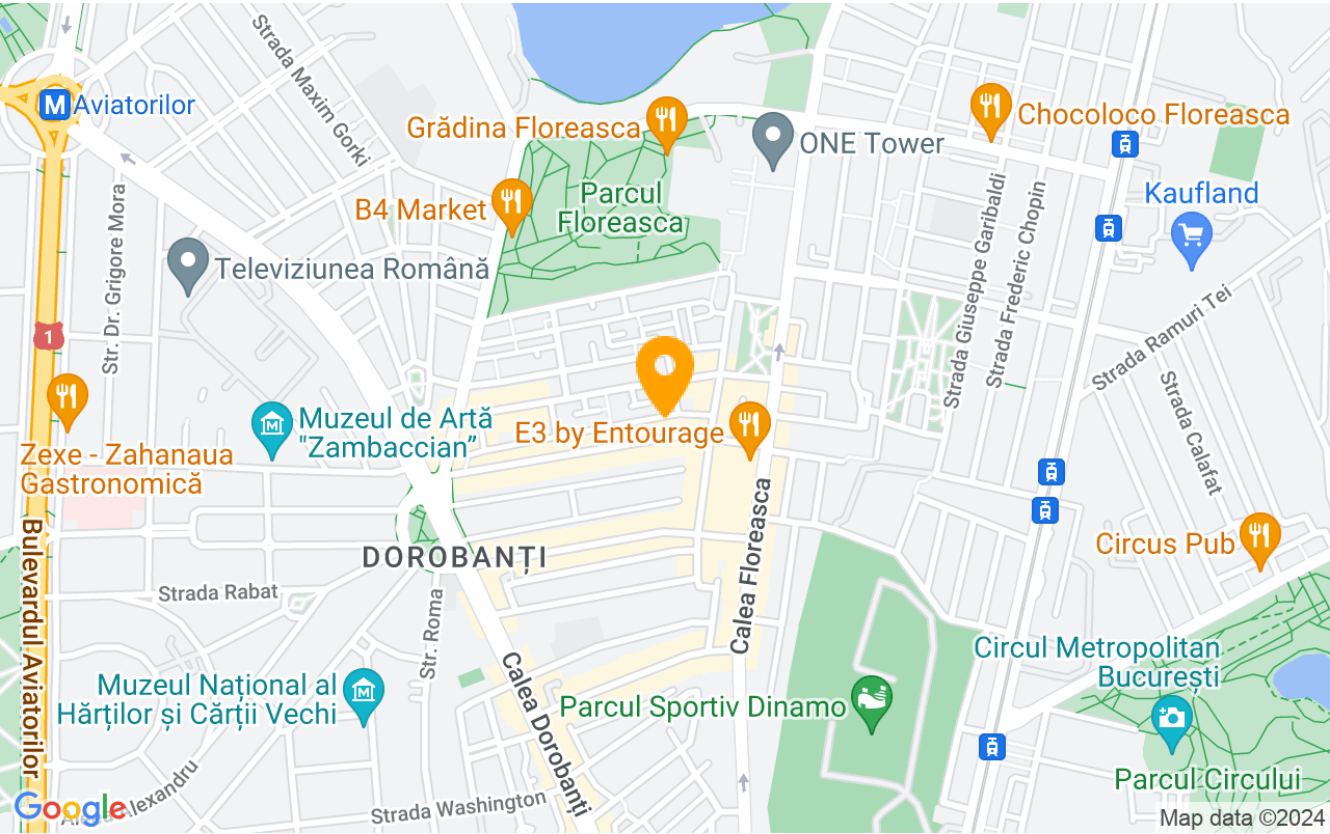 Strada Maxim Gorki
M Aviatorilor
Grădina Floreasca
ONE Tower
Chocoloco Floreasca
B4 Market
Parcul
Floreasca
Kaufland
Str. Dr. Grigore Mora
Televiziunea Română
Strada Giuseppe Garibaldi
Strada Frederic Chopin
Strada Ramuri Tei
1
Strada Calafat
Muzeul de Artă
"Zambaccian”
M
E3 by Entourage
Zexe - Zahanaua
Gastronomică
Bulevardul Aviatorilor
DOROBANȚI
Calea Floreasca
Circus Pub
Strada Rabat
Str. Roma
Circul Metropolitan
București
Muzeul Național al
Hărților și Cărții Vechi
M
Calea Dorobanți
Parcul Sportiv Dinamo
Parcul Circului
Alexandru
Strada Washington
Google
Map data ©2024